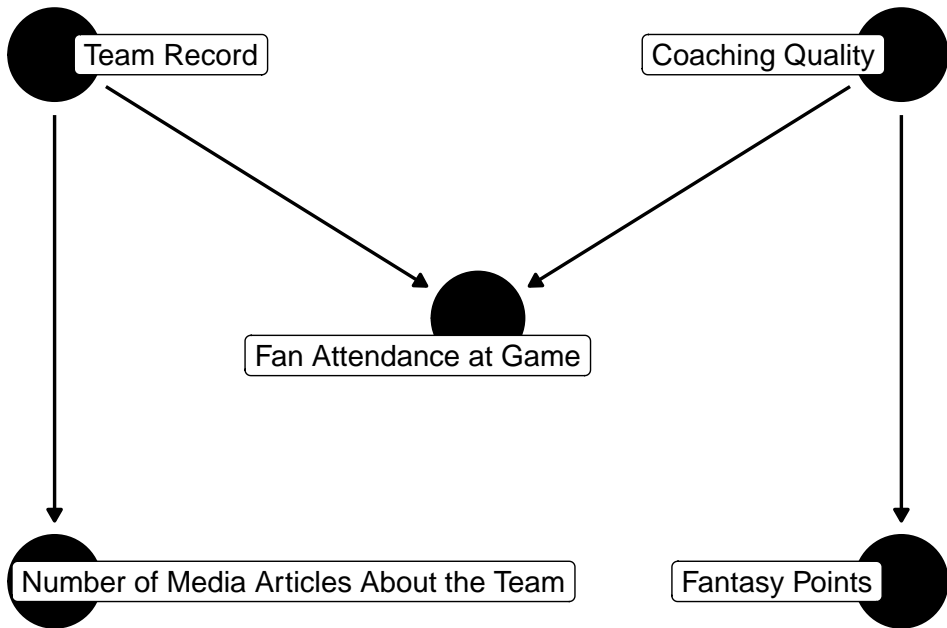 Team Record
Coaching Quality
Fan Attendance at Game
Number of Media Articles About the Team
Fantasy Points